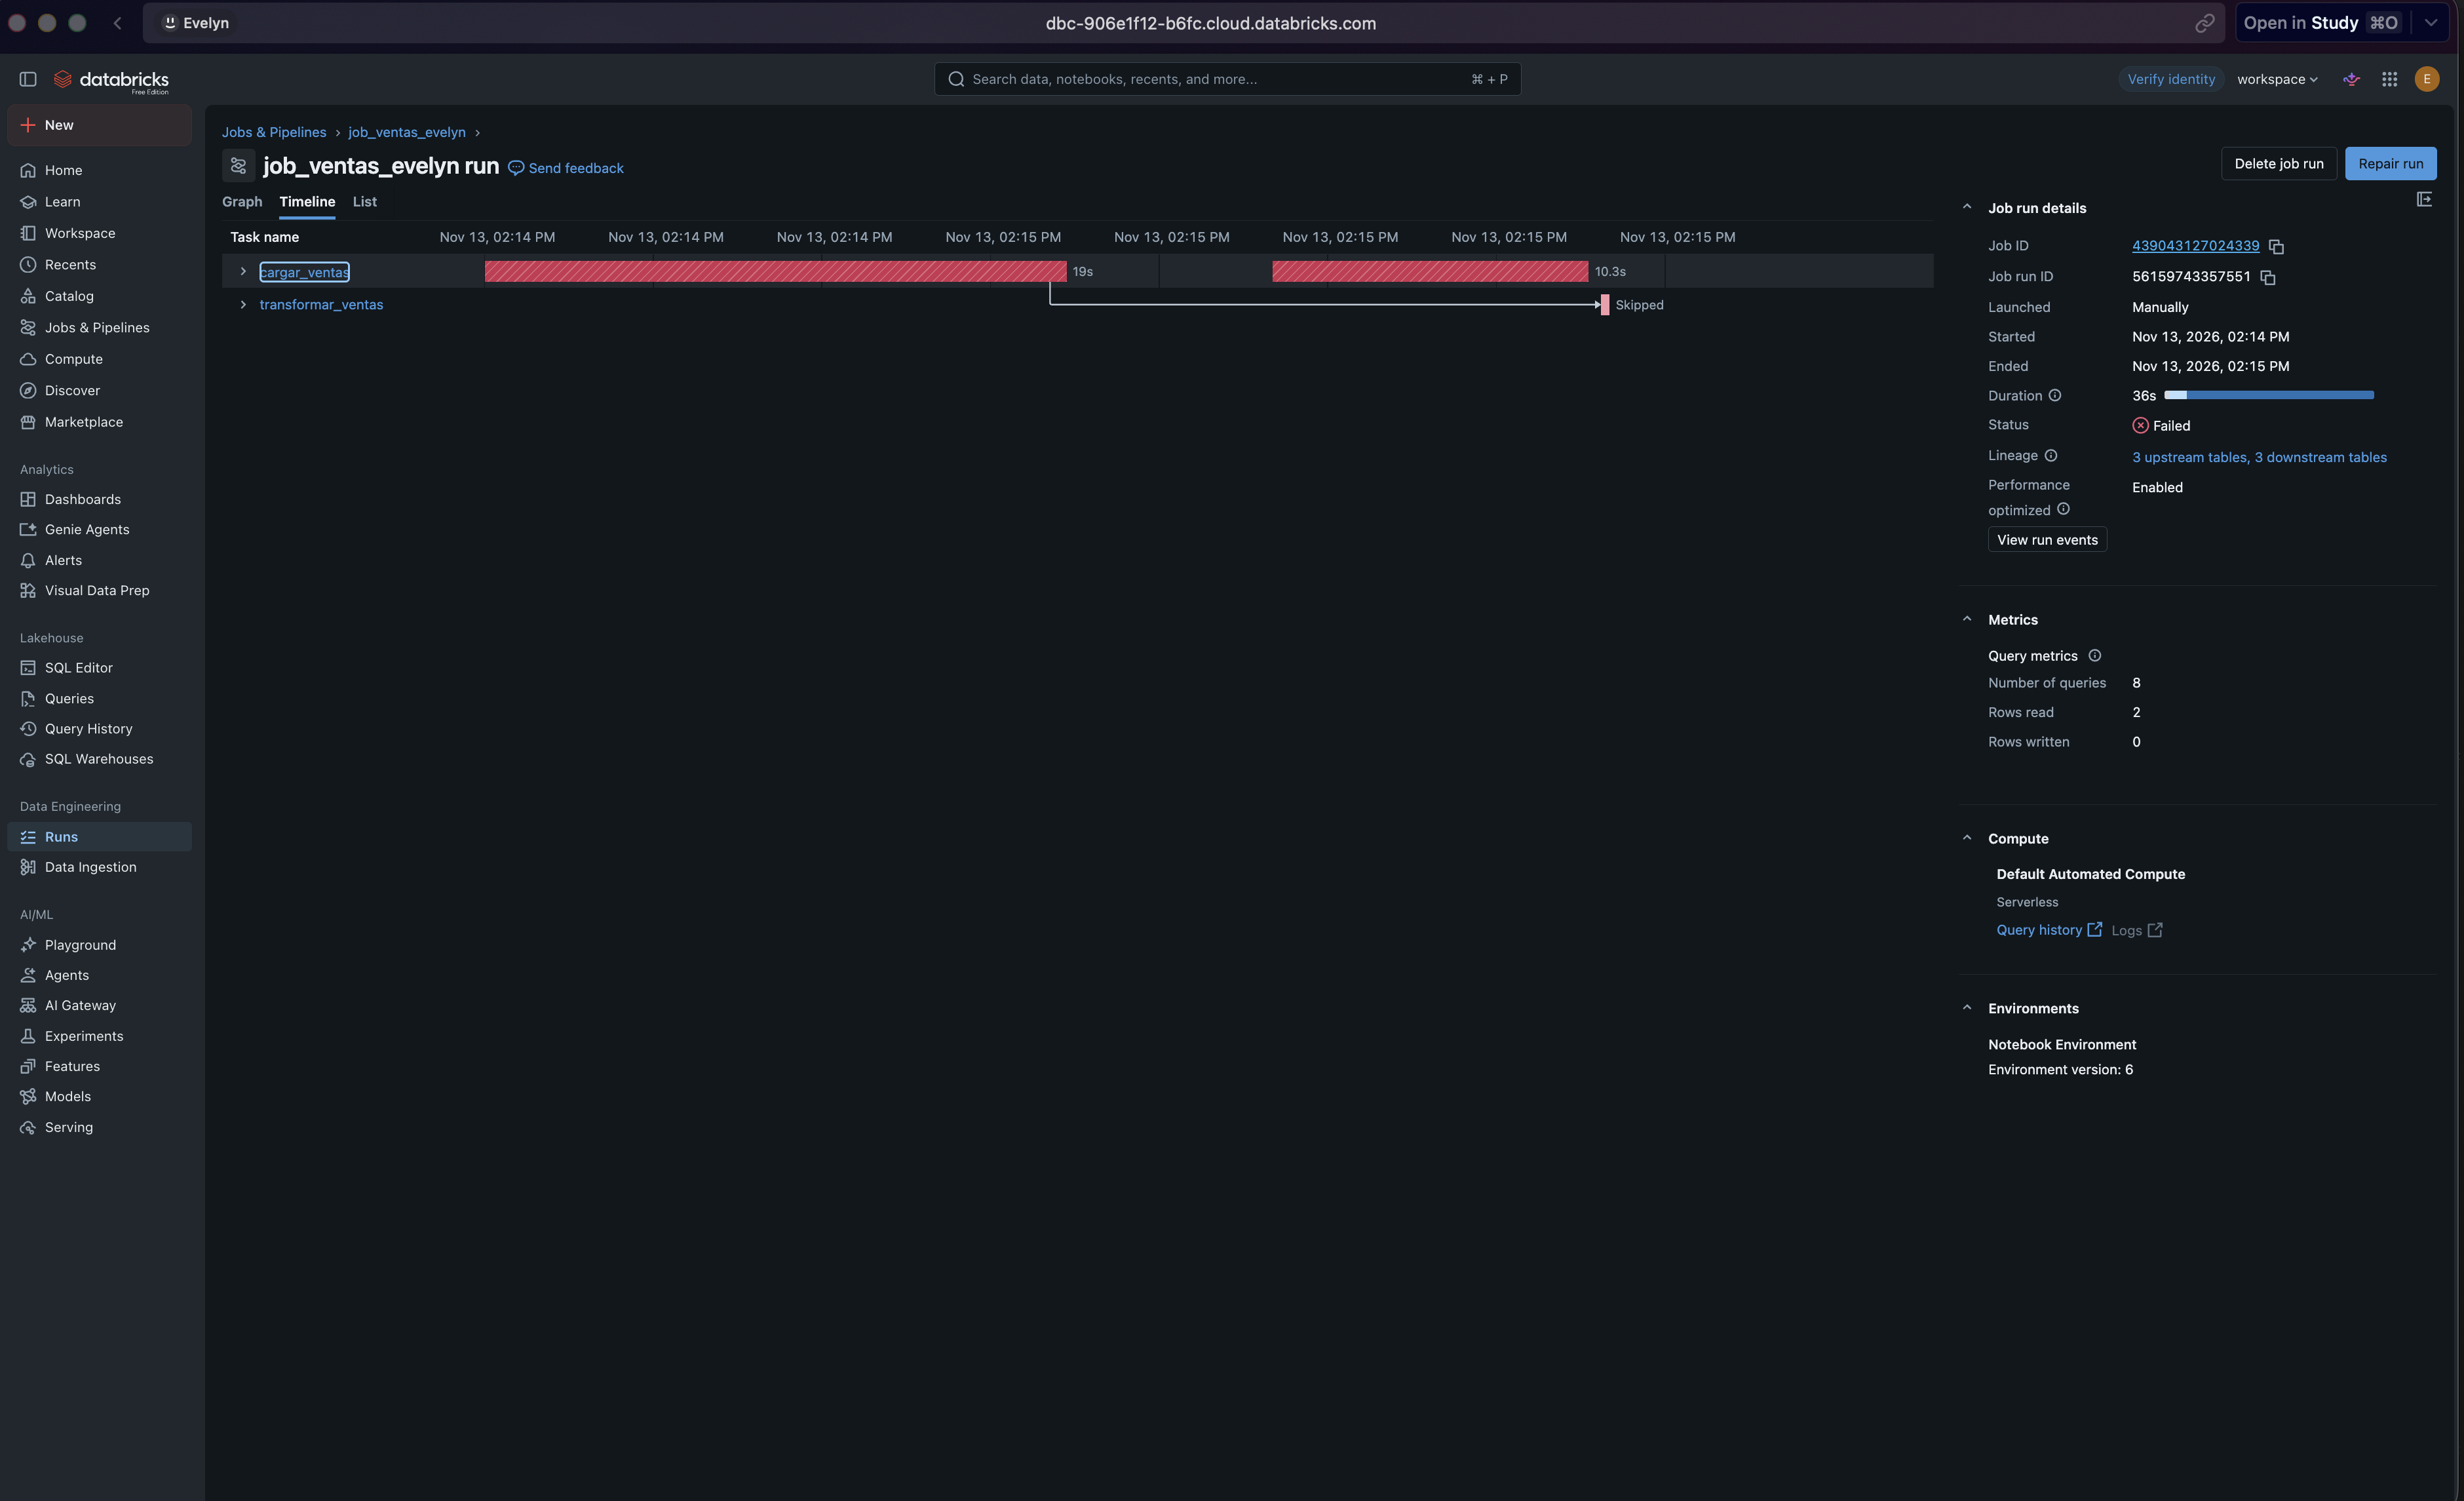 Evelyn
dbc-906e1f12-b6fc.cloud.databricks.com
Open in Study ⌘O
databricks
Free Edition
Search data, notebooks, recents, and more...
⌘ + P
Verify identity
workspace
E
New
Home
Learn
Workspace
Recents
Catalog
Jobs & Pipelines
Compute
Discover
Marketplace
Analytics
Dashboards
Genie Agents
Alerts
Visual Data Prep
Lakehouse
SQL Editor
Queries
Query History
SQL Warehouses
Data Engineering
Runs
Data Ingestion
AI/ML
Playground
Agents
AI Gateway
Experiments
Features
Models
Serving
Jobs & Pipelines › job_ventas_evelyn ›
job_ventas_evelyn run
Send feedback
Delete job run
Repair run
Graph Timeline List
Task name Nov 13, 02:14 PM Nov 13, 02:14 PM Nov 13, 02:14 PM Nov 13, 02:15 PM Nov 13, 02:15 PM Nov 13, 02:15 PM Nov 13, 02:15 PM Nov 13, 02:15 PM
cargar_ventas 19s 10.3s
transformar_ventas Skipped
Job run details
Job ID 439043127024339
Job run ID 56159743357551
Launched Manually
Started Nov 13, 2026, 02:14 PM
Ended Nov 13, 2026, 02:15 PM
Duration 36s
Status Failed
Lineage 3 upstream tables, 3 downstream tables
Performance Enabled
optimized
View run events
Metrics
Query metrics
Number of queries 8
Rows read 2
Rows written 0
Compute
Default Automated Compute
Serverless
Query history Logs
Environments
Notebook Environment
Environment version: 6